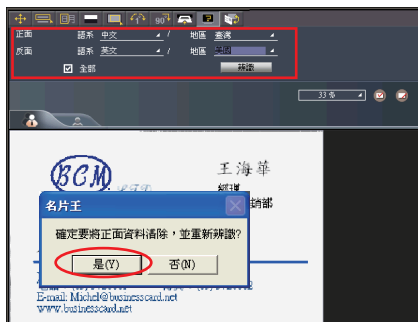 90°
正面 語系 中文 / 地區 臺灣
反面 語系 英文 / 地區 美國
全部 辨識
33 %
BCM
LTD
王海華
經理
銷部
名片王
確定要將正面資料清除，並重新辨識?
是(Y) 否(N)
E-mail: Michel@businesscard.net
www.businesscard.net